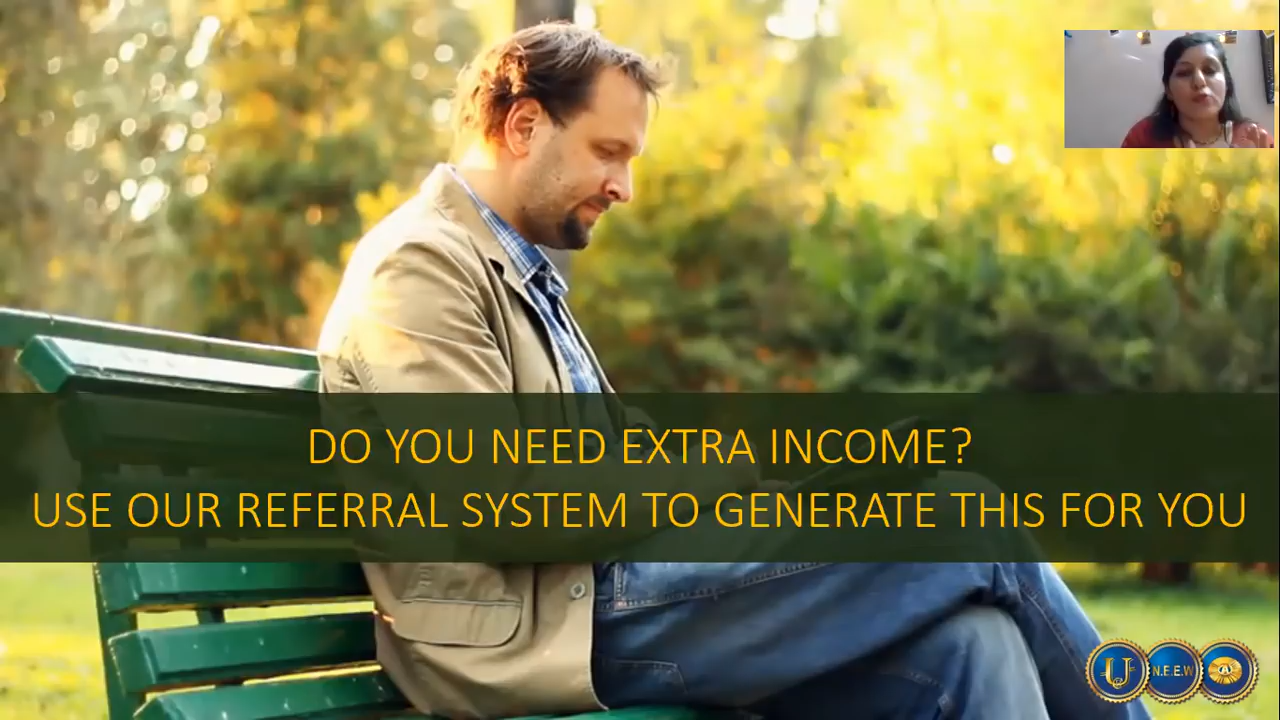 DO YOU NEED EXTRA INCOME?
USE OUR REFERRAL SYSTEM TO GENERATE THIS FOR YOU
N.F.E.W